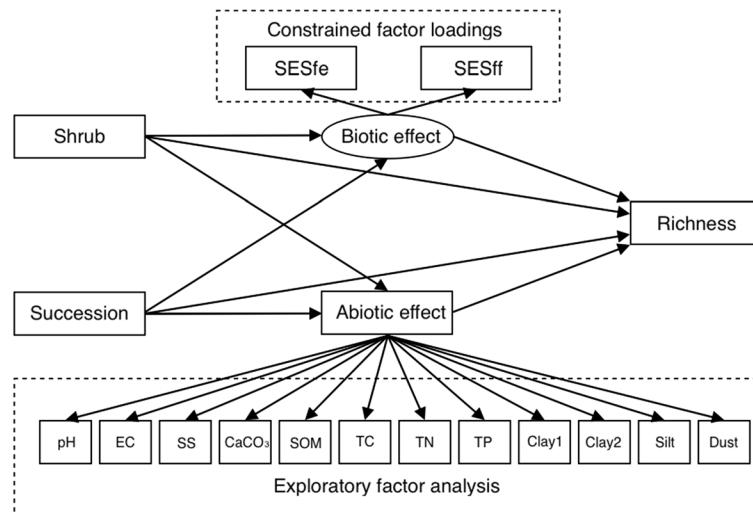 Constrained factor loadings
SESfe
SESff
Shrub
Biotic effect
Richness
Succession
Abiotic effect
pH
EC
SS
CaCO₃
SOM
TC
TN
TP
Clay1
Clay2
Silt
Dust
Exploratory factor analysis